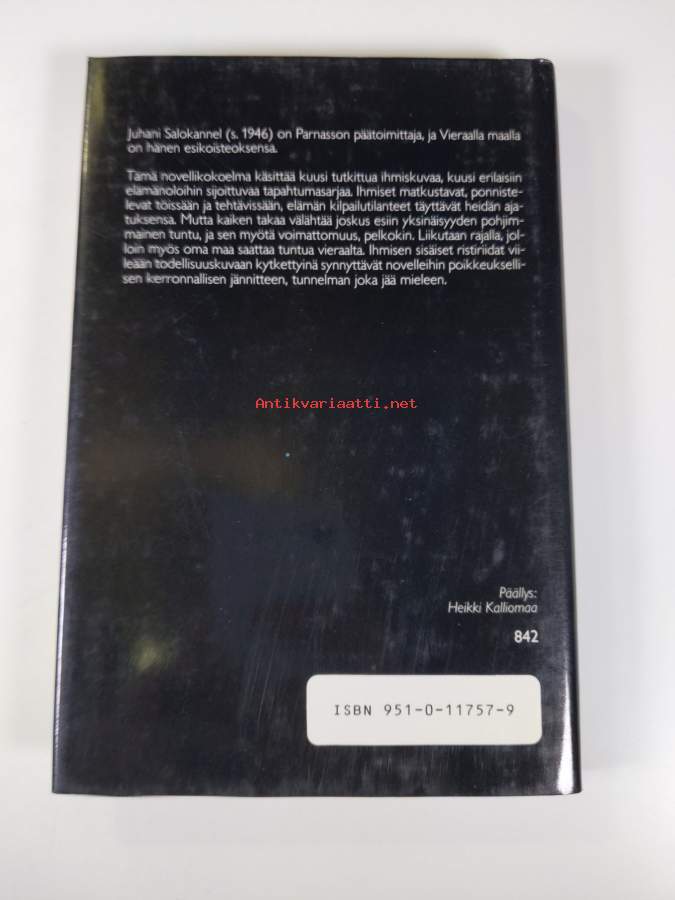 Juhani Salokannel (s. 1946) on Parnasson päätoimittaja, ja Vieraalla maalla
on hänen esikoisteoksensa.
Tämä novellikokoelma käsittää kuusi tutkittua ihmiskuvaa, kuusi erilaisiin
elämänoloihin sijoittuvaa tapahtumasarjaa. Ihmiset matkustavat, ponniste-
levat töissään ja tehtävissään, elämän kilpailutilanteet täyttävät heidän aja-
tuksensa. Mutta kaiken takaa välähtää joskus esiin yksinäisyyden pohjim-
mainen tuntu, ja sen myötä voimattomuus, pelkokin. Liikutaan rajalla, jol-
loin myös oma maa saattaa tuntua vieraalta. Ihmisen sisäiset ristiriidat vii-
leään todellisuuskuvaan kytkettyinä synnyttävät novelleihin poikkeukselli-
sen kerronnallisen jännitteen, tunnelman joka jää mieleen.
Antikvariaatti.net
Päällys:
Heikki Kalliomaa
842
ISBN 951-0-11757-9